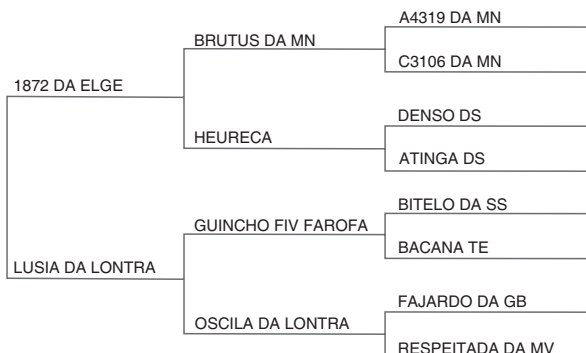 A4319 DA MN
BRUTUS DA MN
C3106 DA MN
1872 DA ELGE
DENSO DS
HEURECA
ATINGA DS
BITELO DA SS
GUINCHO FIV FAROFA
BACANA TE
LUSIA DA LONTRA
FAJARDO DA GB
OSCILA DA LONTRA
RESPEITADA DA MV